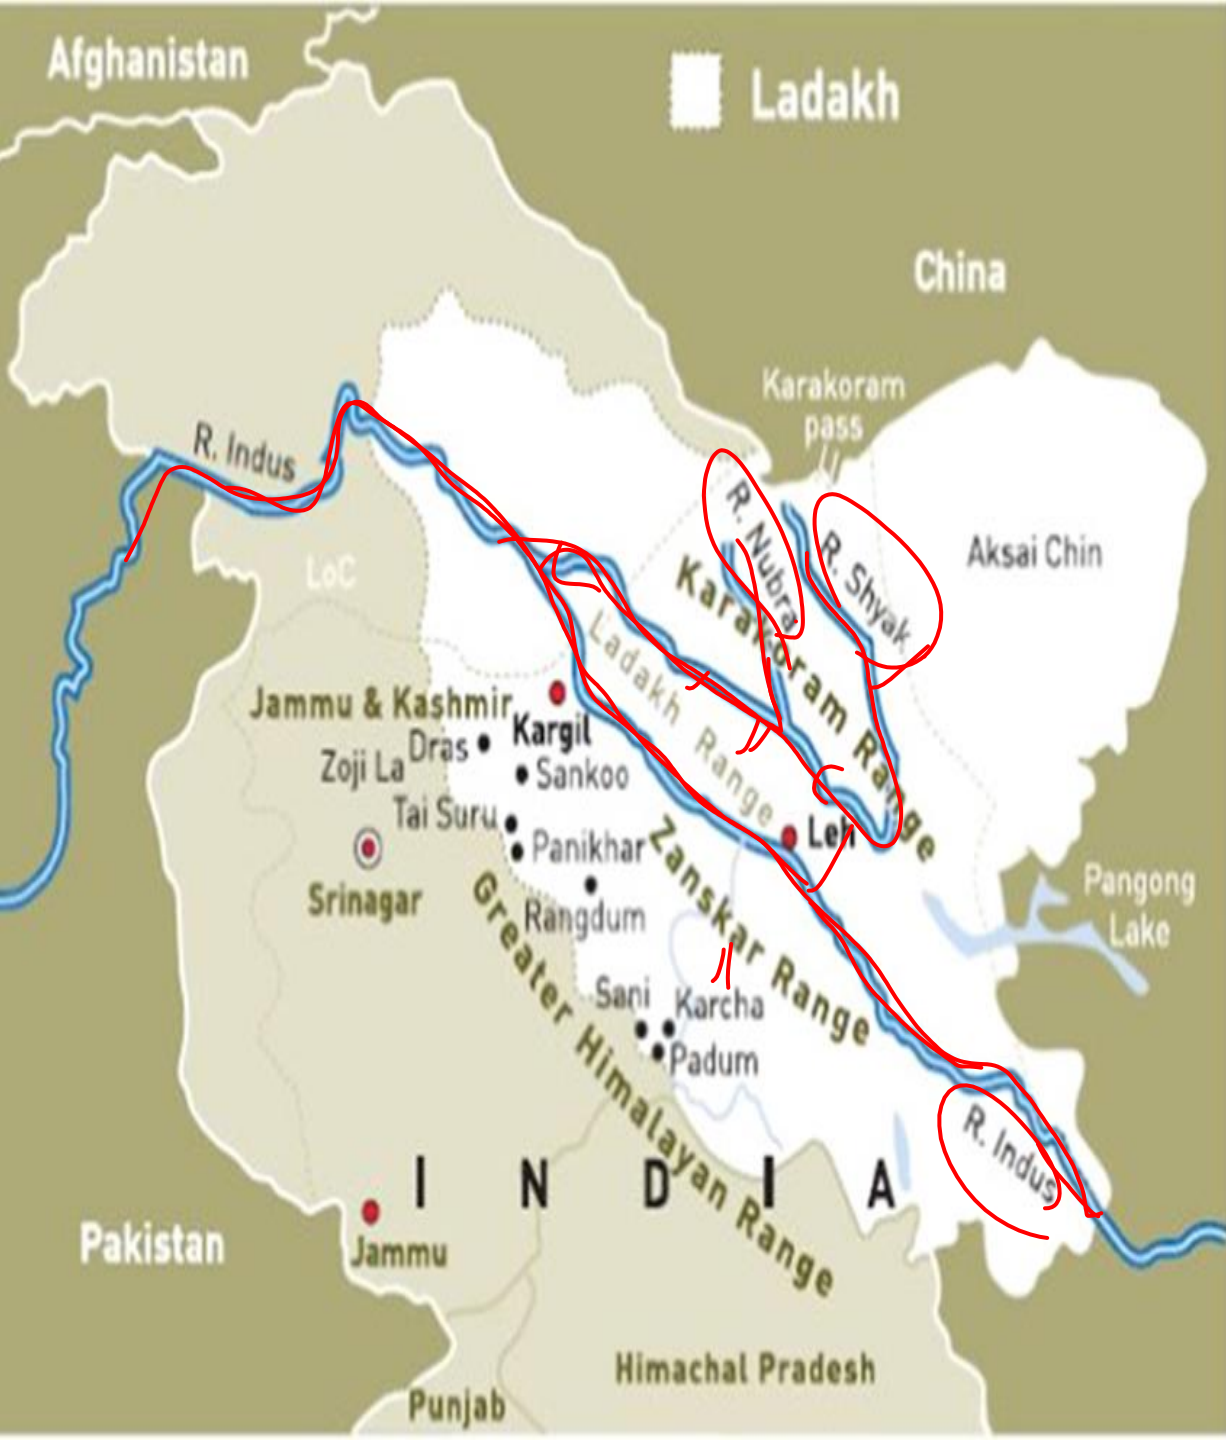 Afghanistan
Ladakh
China
Karakoram
pass
R. Indus
R. Nubra
R. Shyak
Aksai Chin
LoC
Karakoram Range
Ladakh Range
Jammu & Kashmir
Kargil
Dras
Zoji La
Sankoo
Tai Suru
Panikhar
Leh
Srinagar
Rangdum
Zanskar Range
Pangong
Lake
Greater Himalayan Range
Sani
Karcha
Padum
R. Indus
INDIA
Pakistan
Jammu
Himachal Pradesh
Punjab